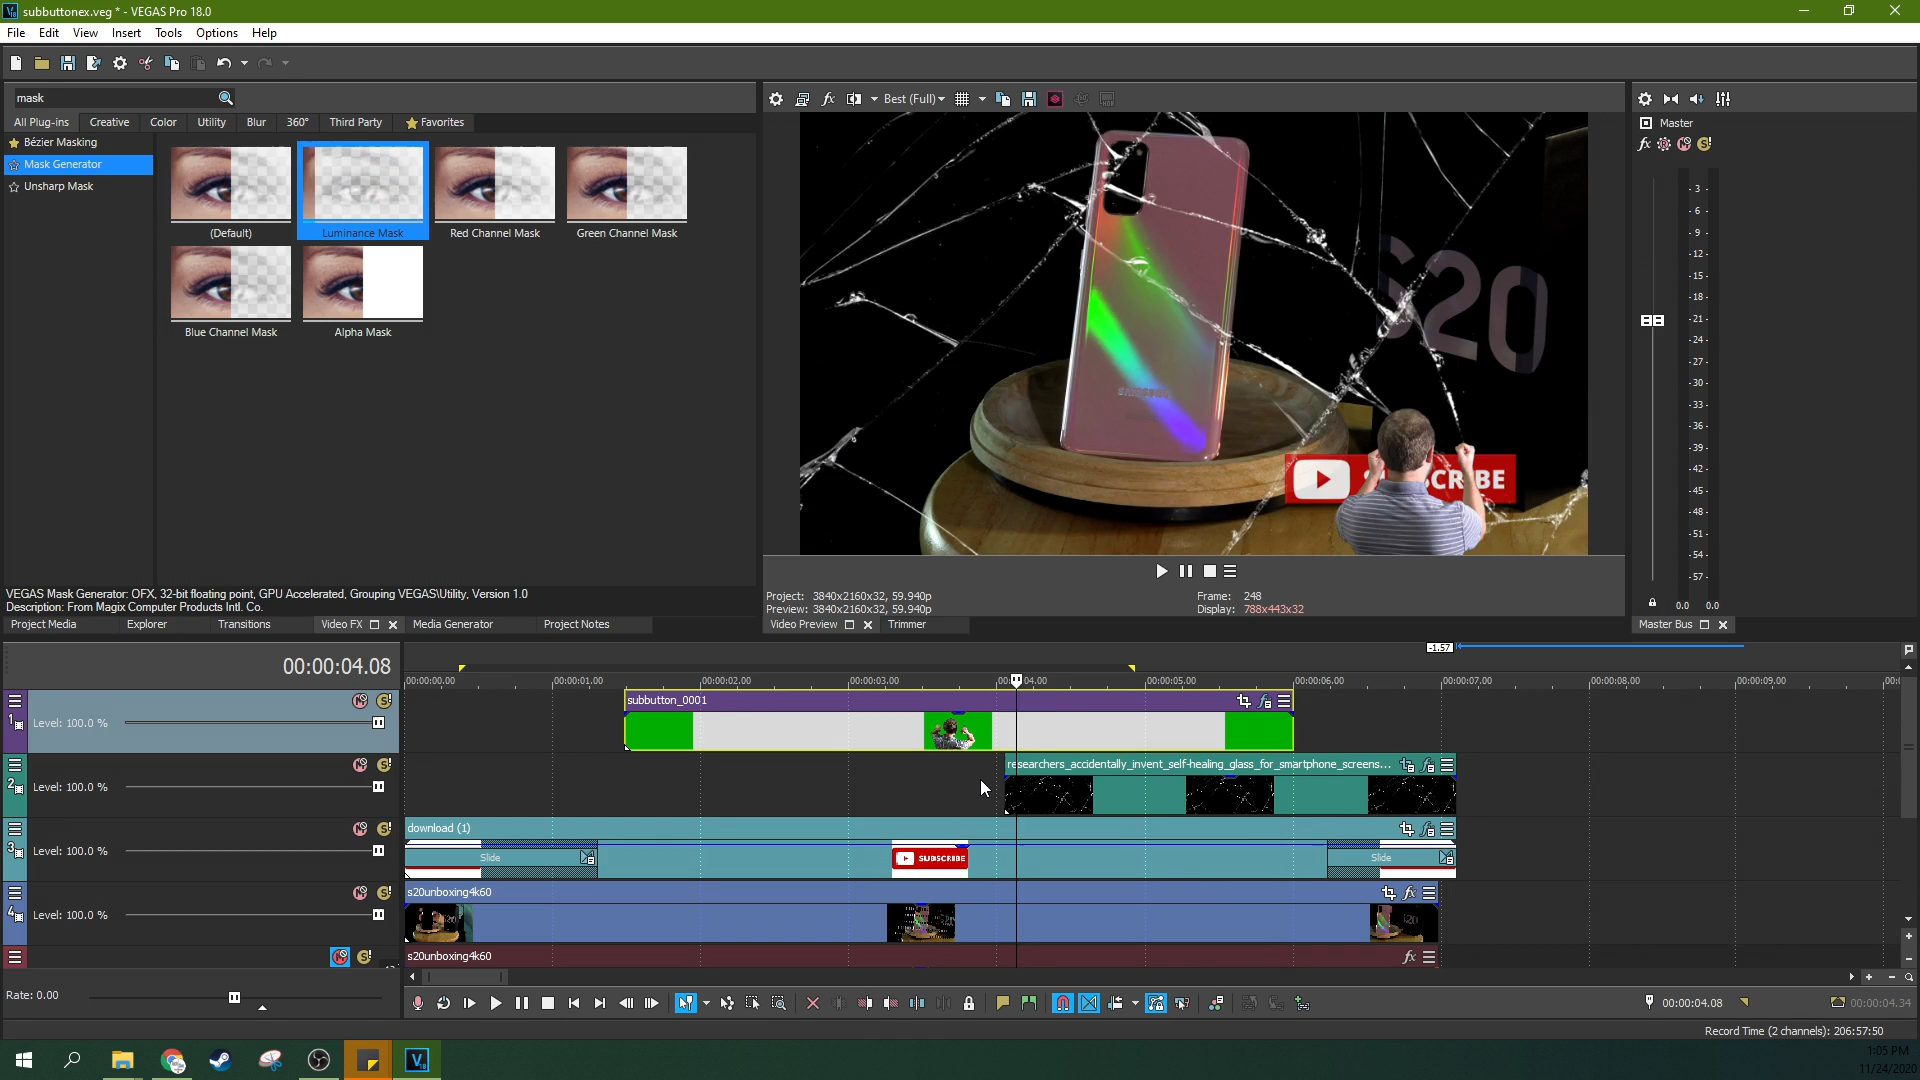 subbuttonex.veg * - VEGAS Pro 18.0
File Edit View Insert Tools Options Help
mask
All Plug-ins Creative Color Utility Blur 360° Third Party Favorites
Bézier Masking
Mask Generator
Unsharp Mask
(Default) Luminance Mask Red Channel Mask Green Channel Mask
Blue Channel Mask Alpha Mask
VEGAS Mask Generator: OFX, 32-bit floating point, GPU Accelerated, Grouping VEGAS\Utility, Version 1.0
Description: From Magix Computer Products Intl. Co.
Project Media Explorer Transitions Video FX Media Generator Project Notes
fx Best (Full)
S20
SAMSUNG
Project: 3840x2160x32, 59.940p
Preview: 3840x2160x32, 59.940p
Frame: 248
Display: 788x443x32
Video Preview Trimmer
Master
fx
- 3 -
- 6 -
- 9 -
- 12 -
- 15 -
- 18 -
- 21 -
- 24 -
- 27 -
- 30 -
- 33 -
- 36 -
- 39 -
- 42 -
- 45 -
- 48 -
- 51 -
- 54 -
- 57 -
0.0 0.0
Master Bus
00:00:04.08
-1.57
00:00:00.00 00:00:01.00 00:00:02.00 00:00:03.00 00:00:04.00 00:00:05.00 00:00:06.00 00:00:07.00 00:00:08.00 00:00:09.00
1 Level: 100.0 %
subbutton_0001
2 Level: 100.0 %
researchers_accidentally_invent_self-healing_glass_for_smartphone_screens...
3 Level: 100.0 %
download (1)
Slide SUBSCRIBE Slide
4 Level: 100.0 %
s20unboxing4k60
s20unboxing4k60
Rate: 0.00
00:00:04.08 00:00:04.34
Record Time (2 channels): 206:57:50
1:05 PM
11/24/2020